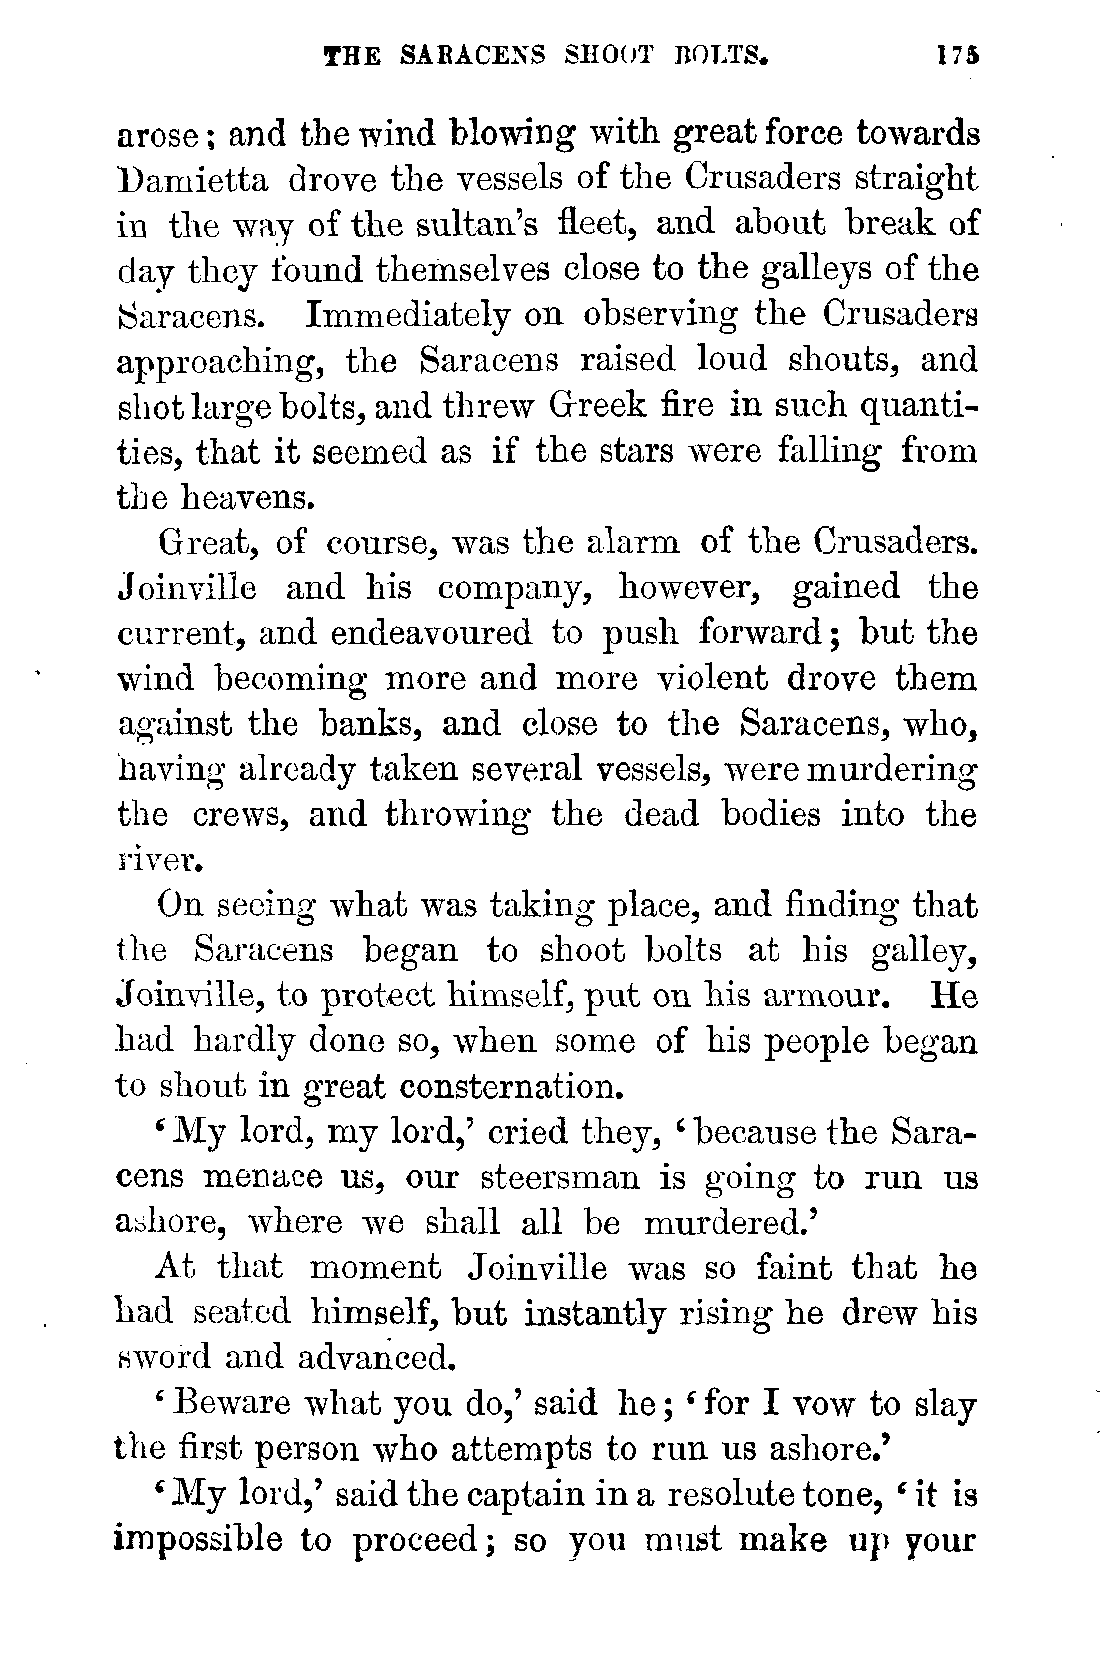 THE SARACENS SHOOT BOLTS. 175
arose; and the wind blowing with great force towards
Damietta drove the vessels of the Crusaders straight
in the way of the sultan's fleet, and about break of
day they found themselves close to the galleys of the
Saracens. Immediately on observing the Crusaders
approaching, the Saracens raised loud shouts, and
shot large bolts, and threw Greek fire in such quanti-
ties, that it seemed as if the stars were falling from
the heavens.
Great, of course, was the alarm of the Crusaders.
Joinville and his company, however, gained the
current, and endeavoured to push forward; but the
wind becoming more and more violent drove them
against the banks, and close to the Saracens, who,
having already taken several vessels, were murdering
the crews, and throwing the dead bodies into the
river.
On seeing what was taking place, and finding that
the Saracens began to shoot bolts at his galley,
Joinville, to protect himself, put on his armour. He
had hardly done so, when some of his people began
to shout in great consternation.
‘My lord, my lord,’ cried they, ‘because the Sara-
cens menace us, our steersman is going to run us
ashore, where we shall all be murdered.’
At that moment Joinville was so faint that he
had seated himself, but instantly rising he drew his
sword and advanced.
‘Beware what you do,’ said he; ‘for I vow to slay
the first person who attempts to run us ashore.’
‘My lord,’ said the captain in a resolute tone, ‘it is
impossible to proceed; so you must make up your